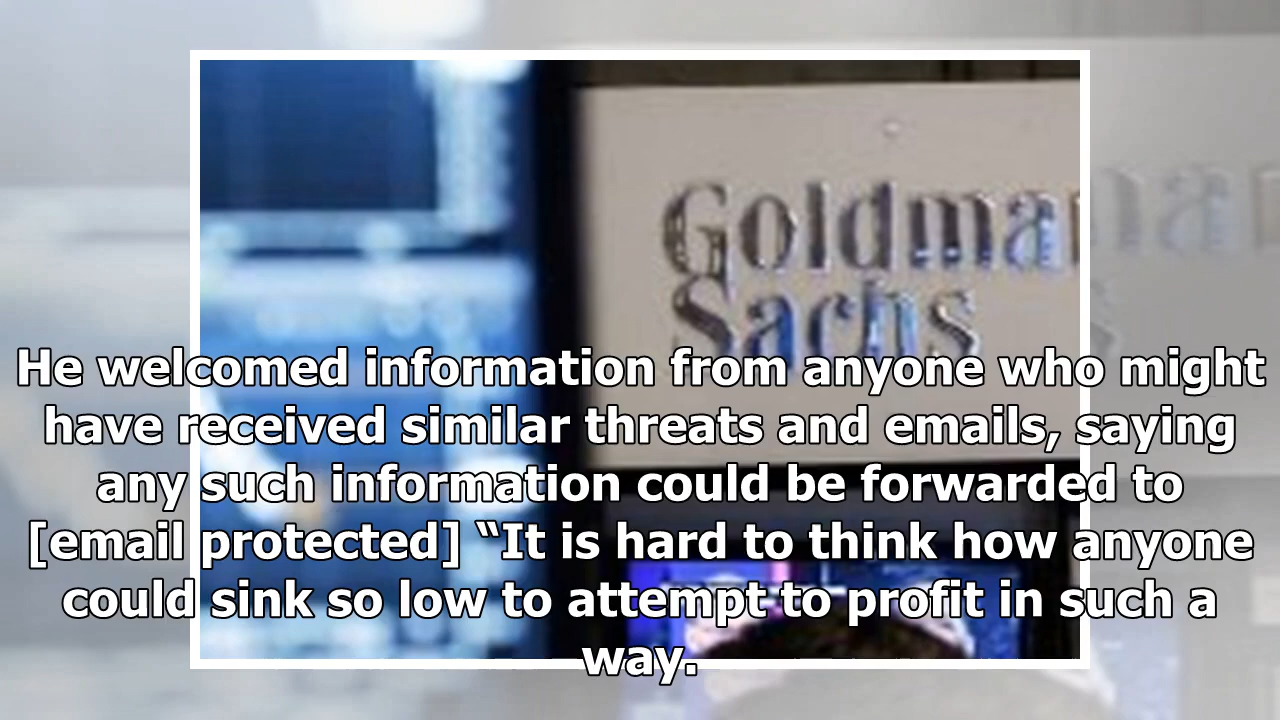 Goldman
Sachs
He welcomed information from anyone who might
have received similar threats and emails, saying
any such information could be forwarded to
[email protected] “It is hard to think how anyone
could sink so low to attempt to profit in such a
way.